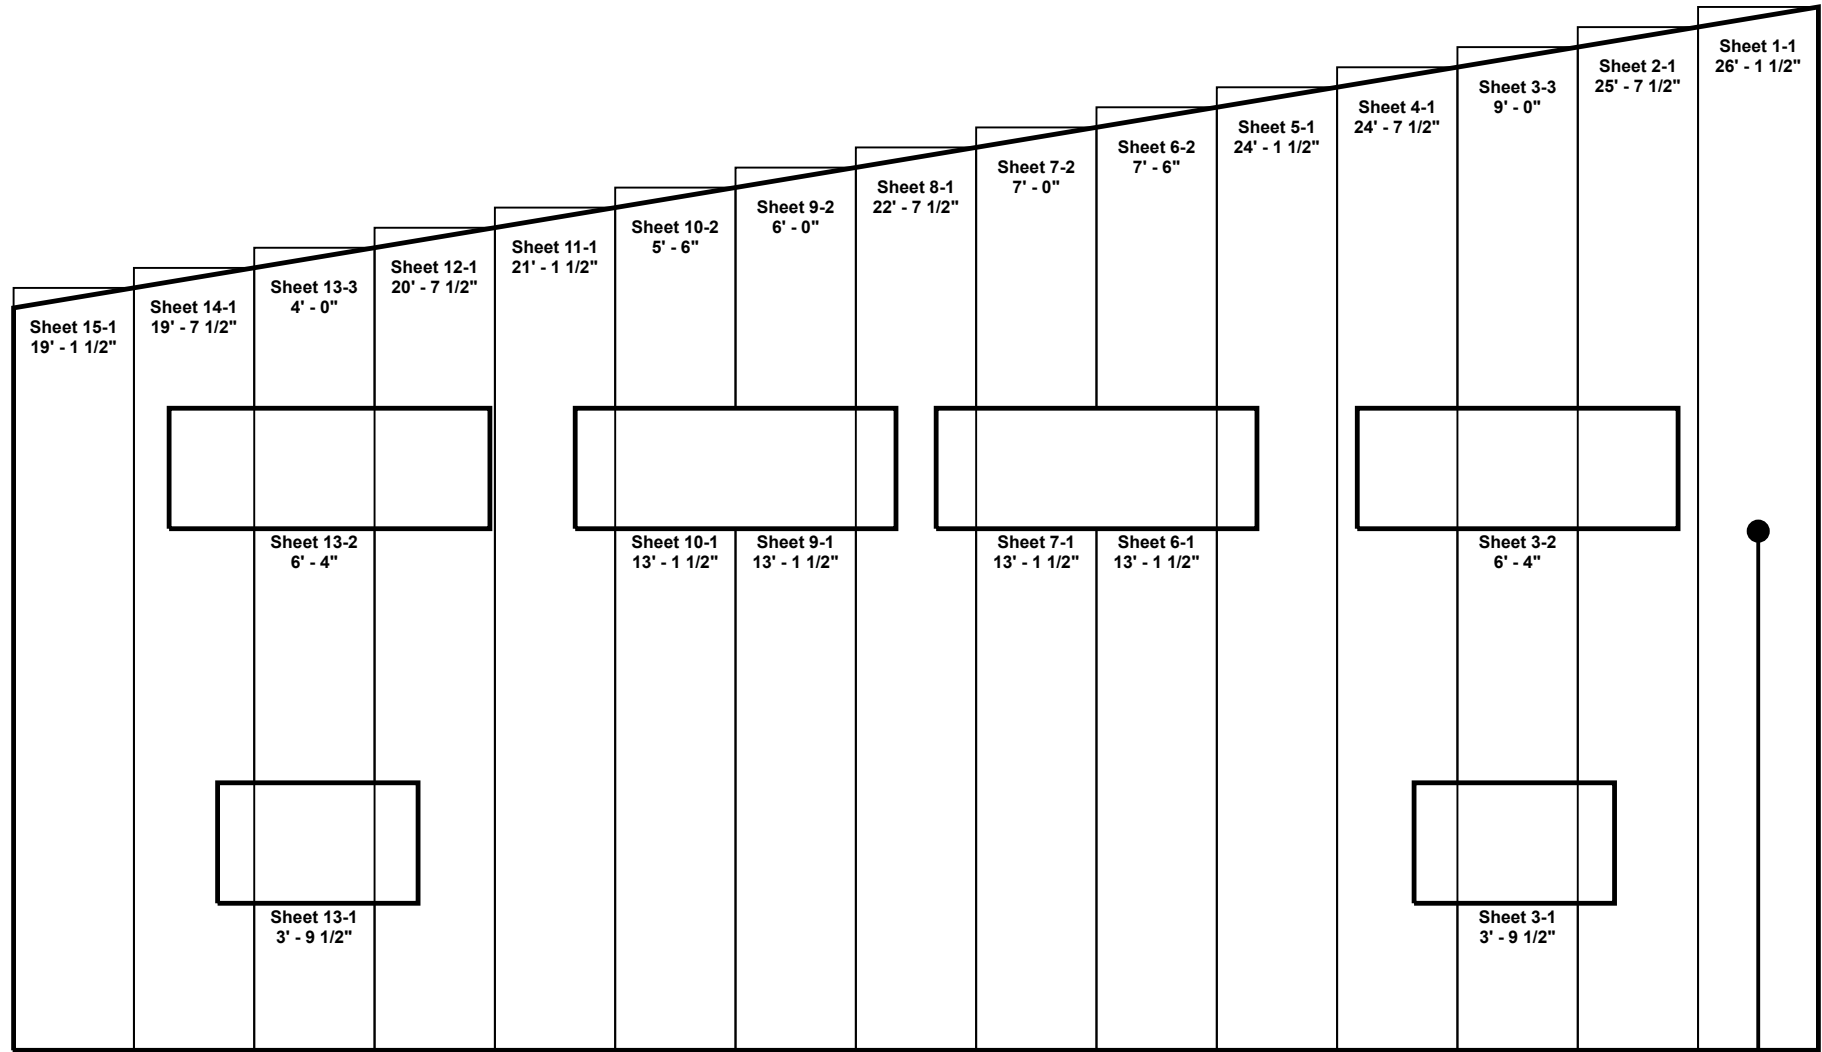 Sheet 1-1
26' - 1 1/2"
Sheet 2-1
25' - 7 1/2"
Sheet 3-3
9' - 0"
Sheet 4-1
24' - 7 1/2"
Sheet 5-1
24' - 1 1/2"
Sheet 6-2
7' - 6"
Sheet 7-2
7' - 0"
Sheet 8-1
22' - 7 1/2"
Sheet 9-2
6' - 0"
Sheet 10-2
5' - 6"
Sheet 11-1
21' - 1 1/2"
Sheet 12-1
20' - 7 1/2"
Sheet 13-3
4' - 0"
Sheet 14-1
19' - 7 1/2"
Sheet 15-1
19' - 1 1/2"
Sheet 13-2
6' - 4"
Sheet 10-1
13' - 1 1/2"
Sheet 9-1
13' - 1 1/2"
Sheet 7-1
13' - 1 1/2"
Sheet 6-1
13' - 1 1/2"
Sheet 3-2
6' - 4"
Sheet 13-1
3' - 9 1/2"
Sheet 3-1
3' - 9 1/2"